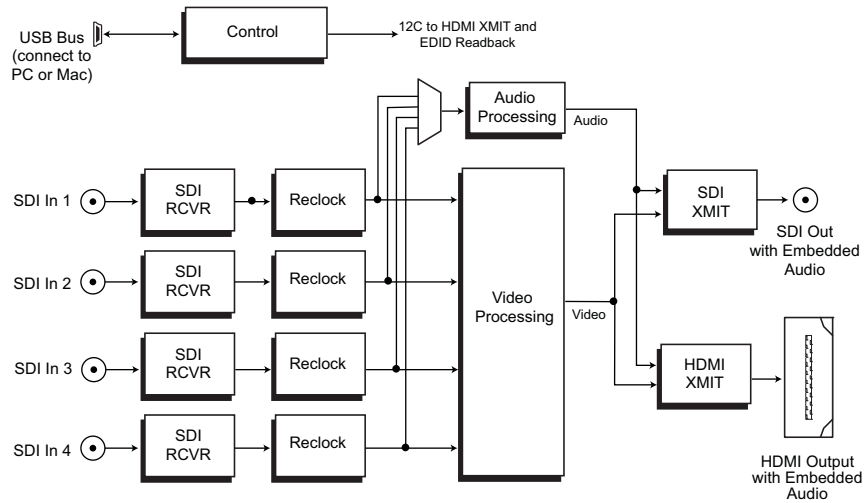 USB Bus
(connect to
PC or Mac)
Control
12C to HDMI XMIT and
EDID Readback
Audio
Processing
Audio
SDI In 1
SDI
RCVR
Reclock
SDI
XMIT
SDI Out
with Embedded
Audio
SDI In 2
SDI
RCVR
Reclock
Video
Processing
Video
SDI In 3
SDI
RCVR
Reclock
HDMI
XMIT
SDI In 4
SDI
RCVR
Reclock
HDMI Output
with Embedded
Audio